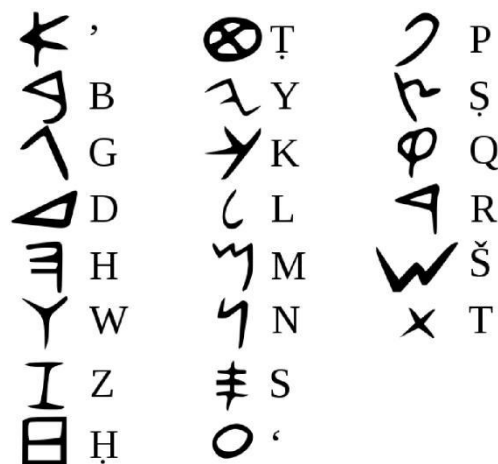 𐤀 ’
𐤁 B
𐤂 G
𐤃 D
𐤄 H
𐤅 W
𐤆 Z
𐤇 Ḥ
𐤈 Ṭ
𐤉 Y
𐤊 K
𐤋 L
𐤌 M
𐤍 N
𐤎 S
𐤏 ‘
𐤐 P
𐤑 Ṣ
𐤒 Q
𐤓 R
𐤔 Š
𐤕 T